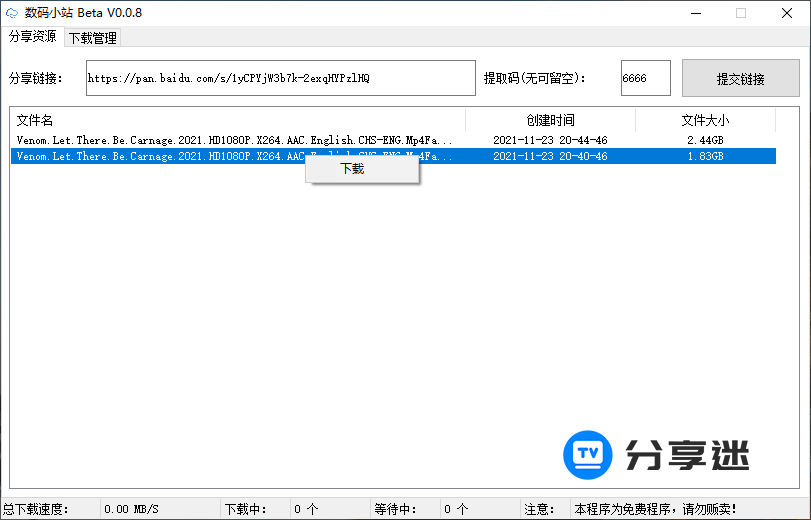 数码小站 Beta V0.0.8
分享资源 下载管理
分享链接： https://pan.baidu.com/s/1yCPYjW3b7k-2exqHYPzlHQ 提取码(无可留空)： 6666 提交链接
文件名 创建时间 文件大小
Venom.Let.There.Be.Carnage.2021.HD1080P.X264.AAC.English.CHS-ENG.Mp4Fa... 2021-11-23 20-44-46 2.44GB
Venom.Let.There.Be.Carnage.2021.HD1080P.X264.AAC.English.CHS-ENG.Mp4Fa... 2021-11-23 20-40-46 1.83GB
下载
TV 分享迷
总下载速度： 0.00 MB/S 下载中： 0 个 等待中： 0 个 注意： 本程序为免费程序，请勿贩卖！